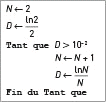 N ← 2
D ← ln2/2
Tant que D > 10⁻²
N ← N + 1
D ← lnN/N
Fin du Tant que